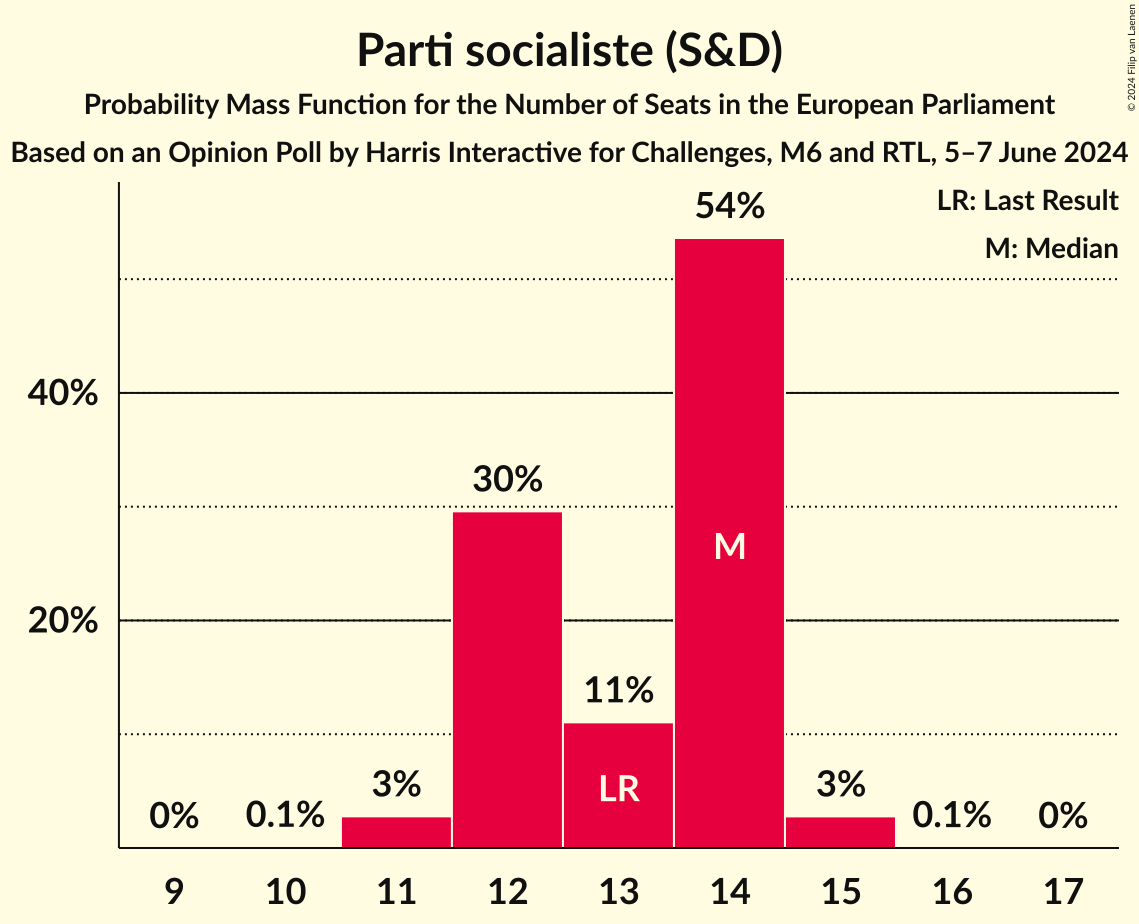 Parti socialiste (S&D)
Probability Mass Function for the Number of Seats in the European Parliament
Based on an Opinion Poll by Harris Interactive for Challenges, M6 and RTL, 5–7 June 2024
© 2024 Filip van Laenen
LR: Last Result
M: Median
40%
20%
0%
0.1%
3%
30%
11%
54%
3%
0.1%
0%
LR
M
9 10 11 12 13 14 15 16 17